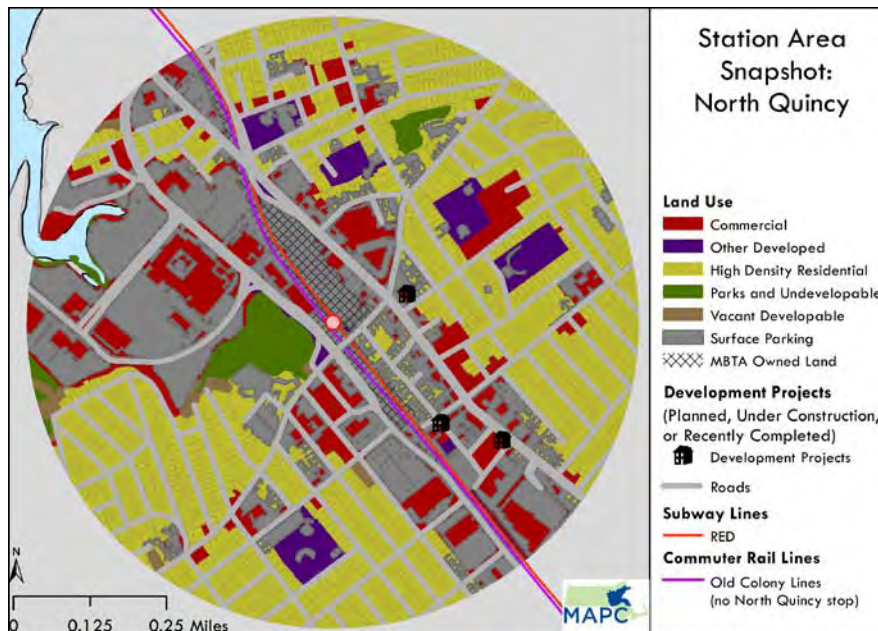 Station Area
Snapshot:
North Quincy
Land Use
Commercial
Other Developed
High Density Residential
Parks and Undevelopable
Vacant Developable
Surface Parking
MBTA Owned Land
Development Projects
(Planned, Under Construction,
or Recently Completed)
Development Projects
Roads
Subway Lines
RED
Commuter Rail Lines
Old Colony Lines
(no North Quincy stop)
N
0 0.125 0.25 Miles
MAPC